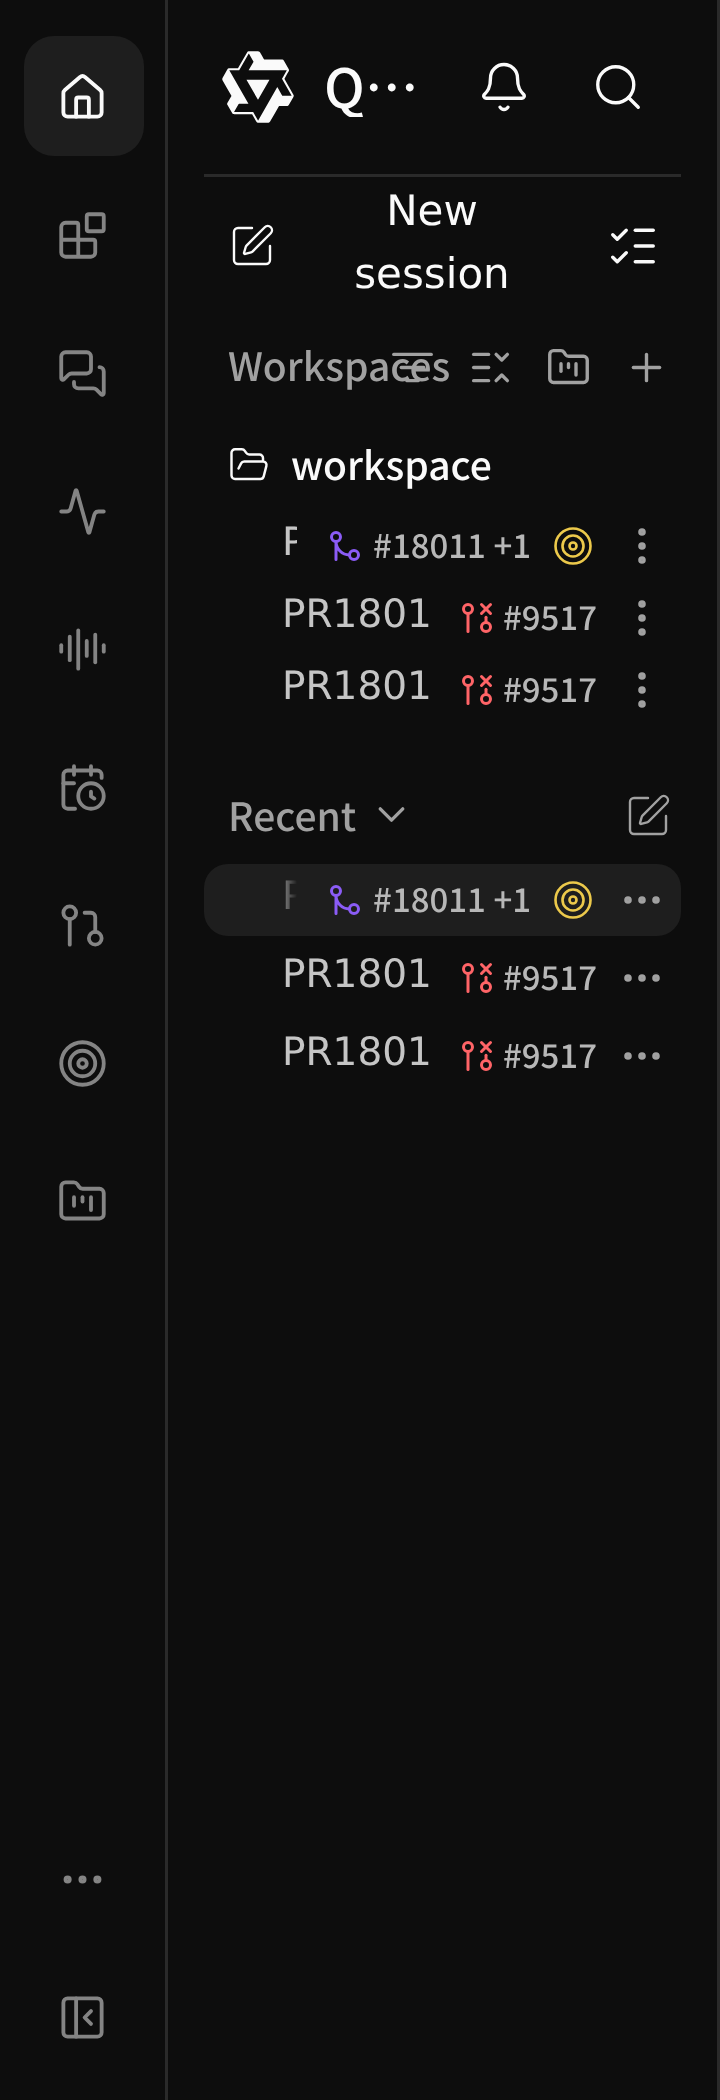 Q···
New
session
Workspaces
workspace
#18011 +1
PR1801 #9517
PR1801 #9517
Recent
#18011 +1
PR1801 #9517
PR1801 #9517